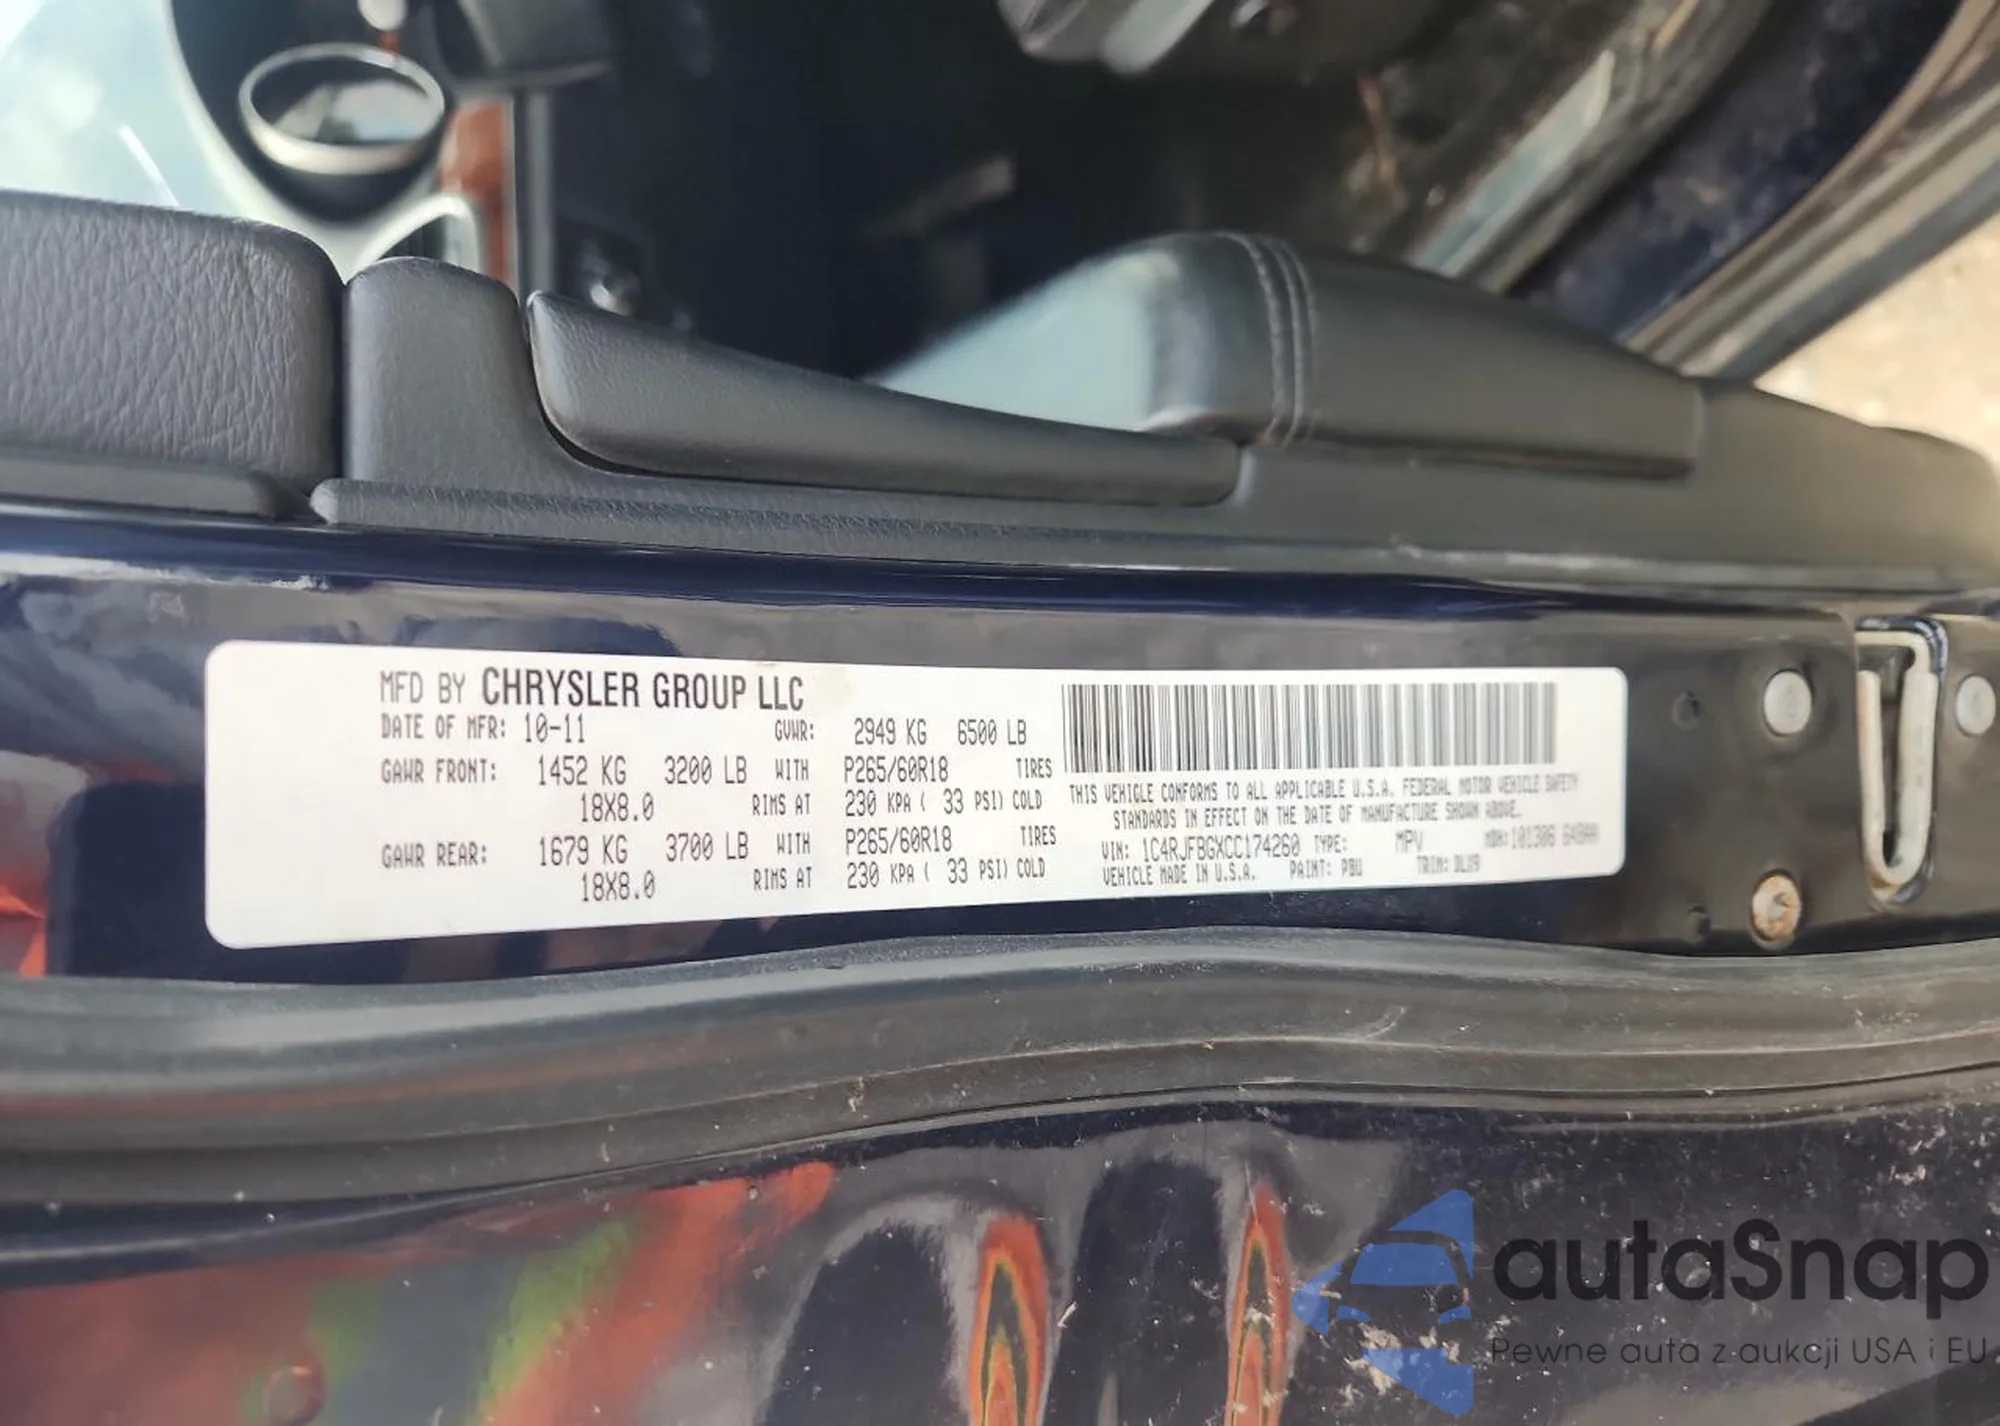 MFD BY CHRYSLER GROUP LLC
DATE OF MFR: 10-11 GVWR: 2949 KG 6500 LB
GAWR FRONT: 1452 KG 3200 LB WITH P265/60R18 TIRES
18X8.0 RIMS AT 230 KPA ( 33 PSI) COLD
GAWR REAR: 1679 KG 3700 LB WITH P265/60R18 TIRES
18X8.0 RIMS AT 230 KPA ( 33 PSI) COLD
THIS VEHICLE CONFORMS TO ALL APPLICABLE U.S.A. FEDERAL MOTOR VEHICLE SAFETY
STANDARDS IN EFFECT ON THE DATE OF MANUFACTURE SHOWN ABOVE.
VIN: 1C4RJFBGXCC174260 TYPE: MPV MDH: 101306
VEHICLE MADE IN U.S.A. PAINT: PBU TRIM: DLX9
autaSnap
Pewne auta z aukcji USA i EU